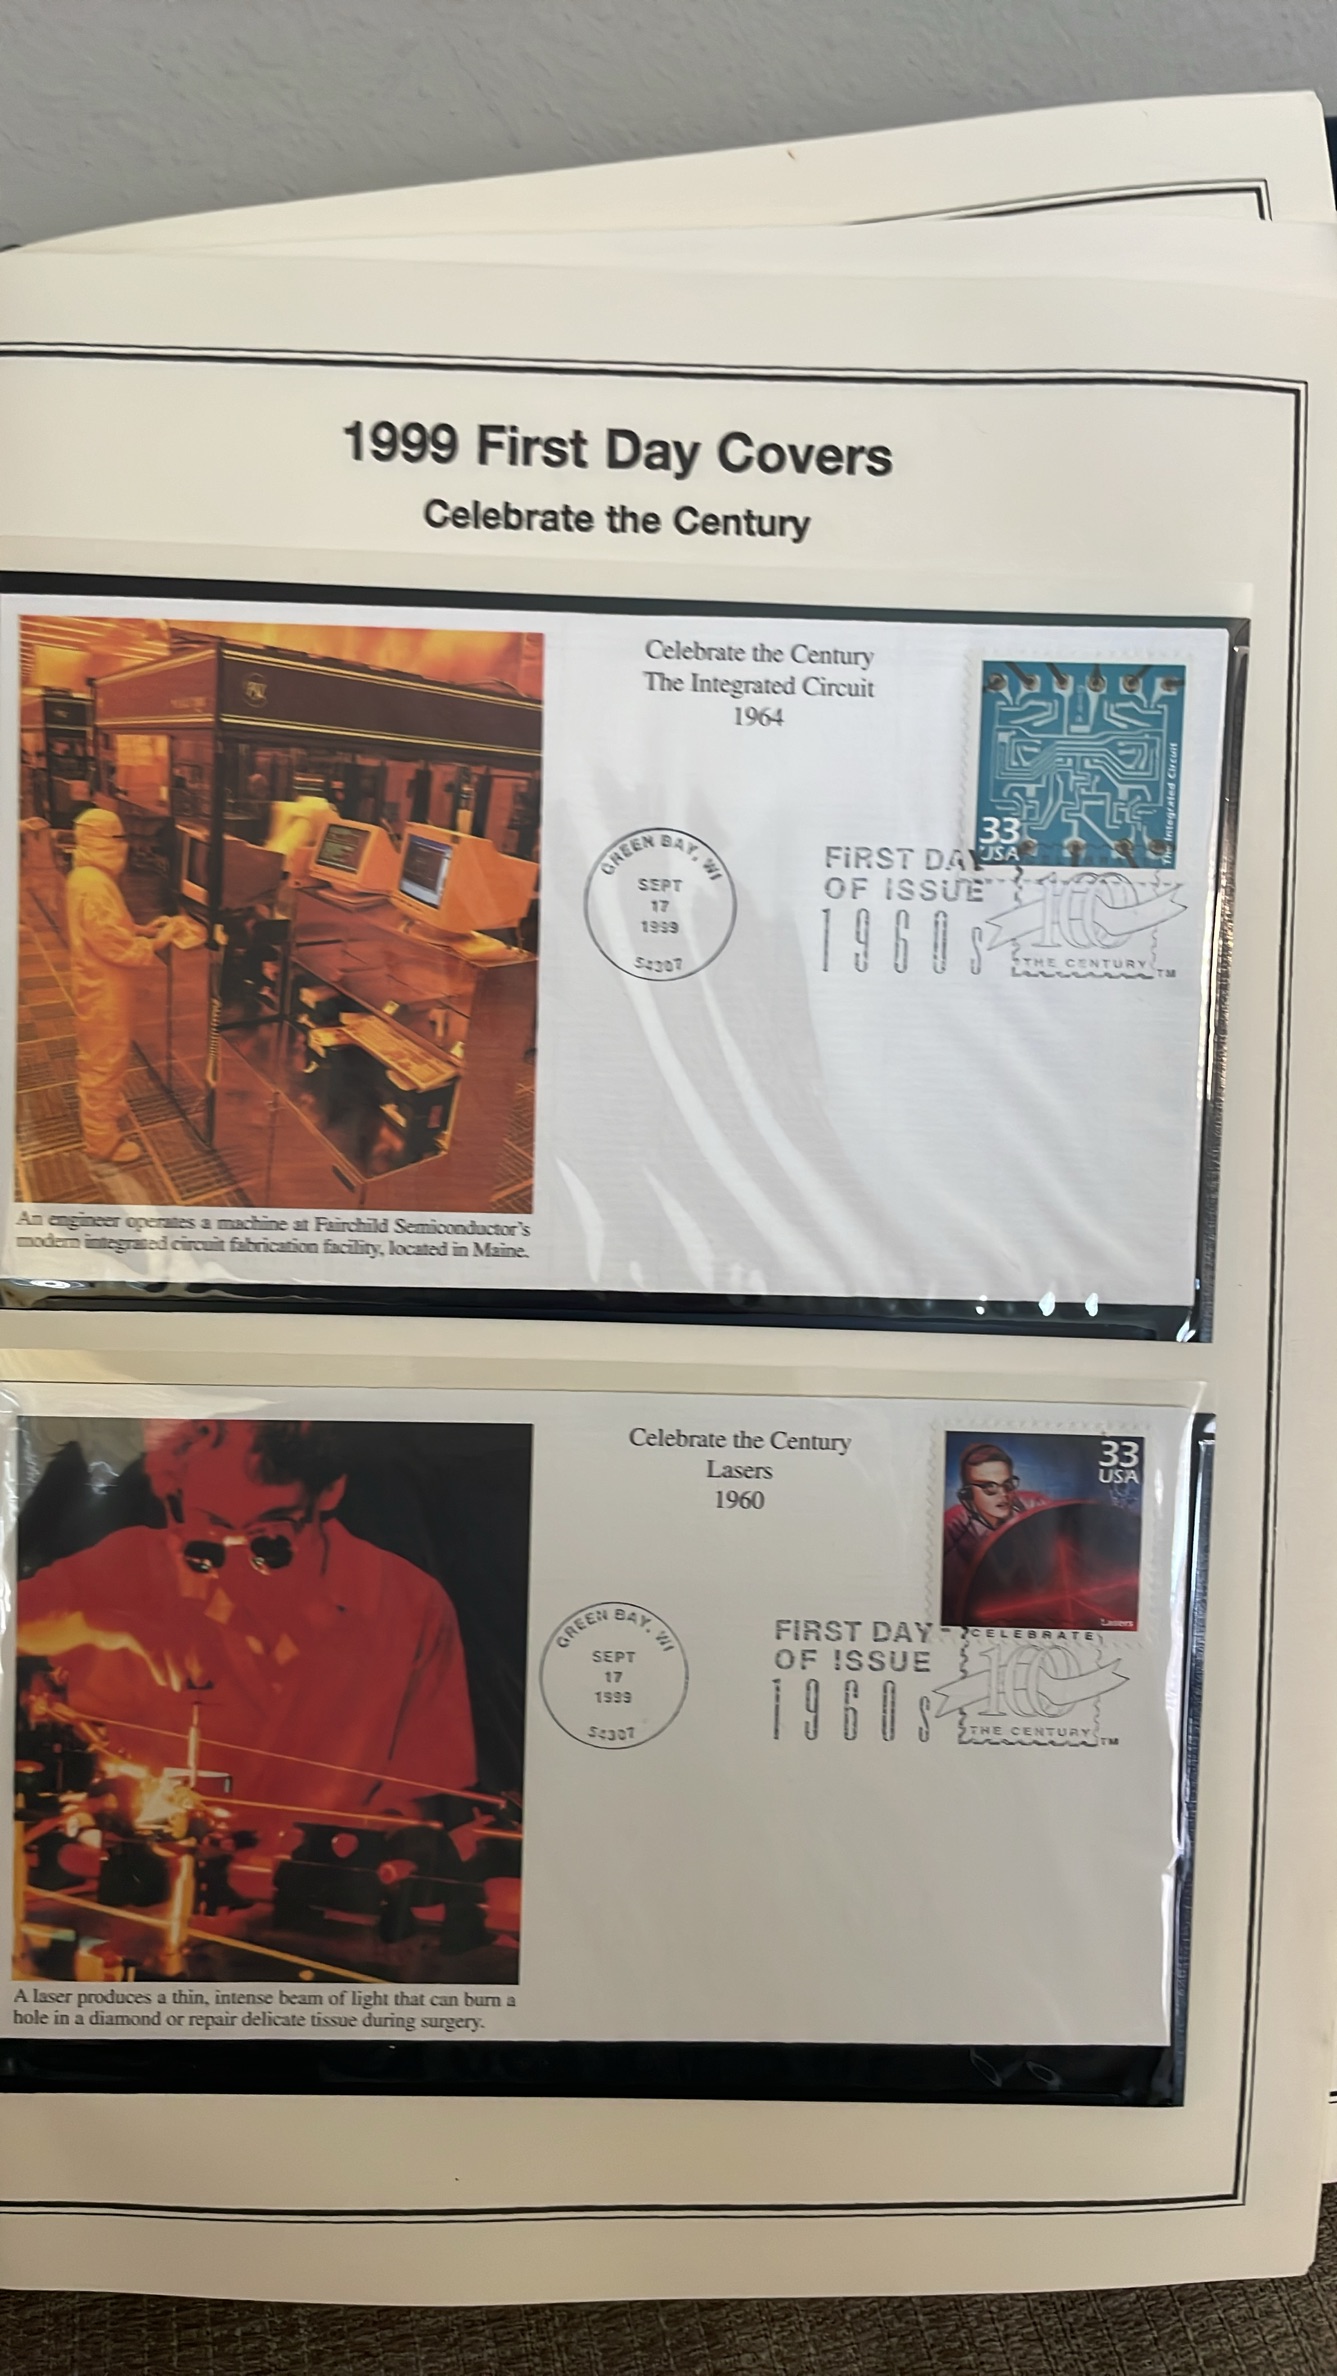 1999 First Day Covers
Celebrate the Century
Celebrate the Century
The Integrated Circuit
1964
33
USA
The Integrated Circuit
GREEN BAY, WI
SEPT
17
1999
54307
FIRST DAY
OF ISSUE
1960s
100
THE CENTURY TM
An engineer operates a machine at Fairchild Semiconductor's
modern integrated circuit fabrication facility, located in Maine.
Celebrate the Century
Lasers
1960
33
USA
Lasers
GREEN BAY, WI
SEPT
17
1999
54307
FIRST DAY
OF ISSUE
1960s
CELEBRATE
100
THE CENTURY TM
A laser produces a thin, intense beam of light that can burn a
hole in a diamond or repair delicate tissue during surgery.